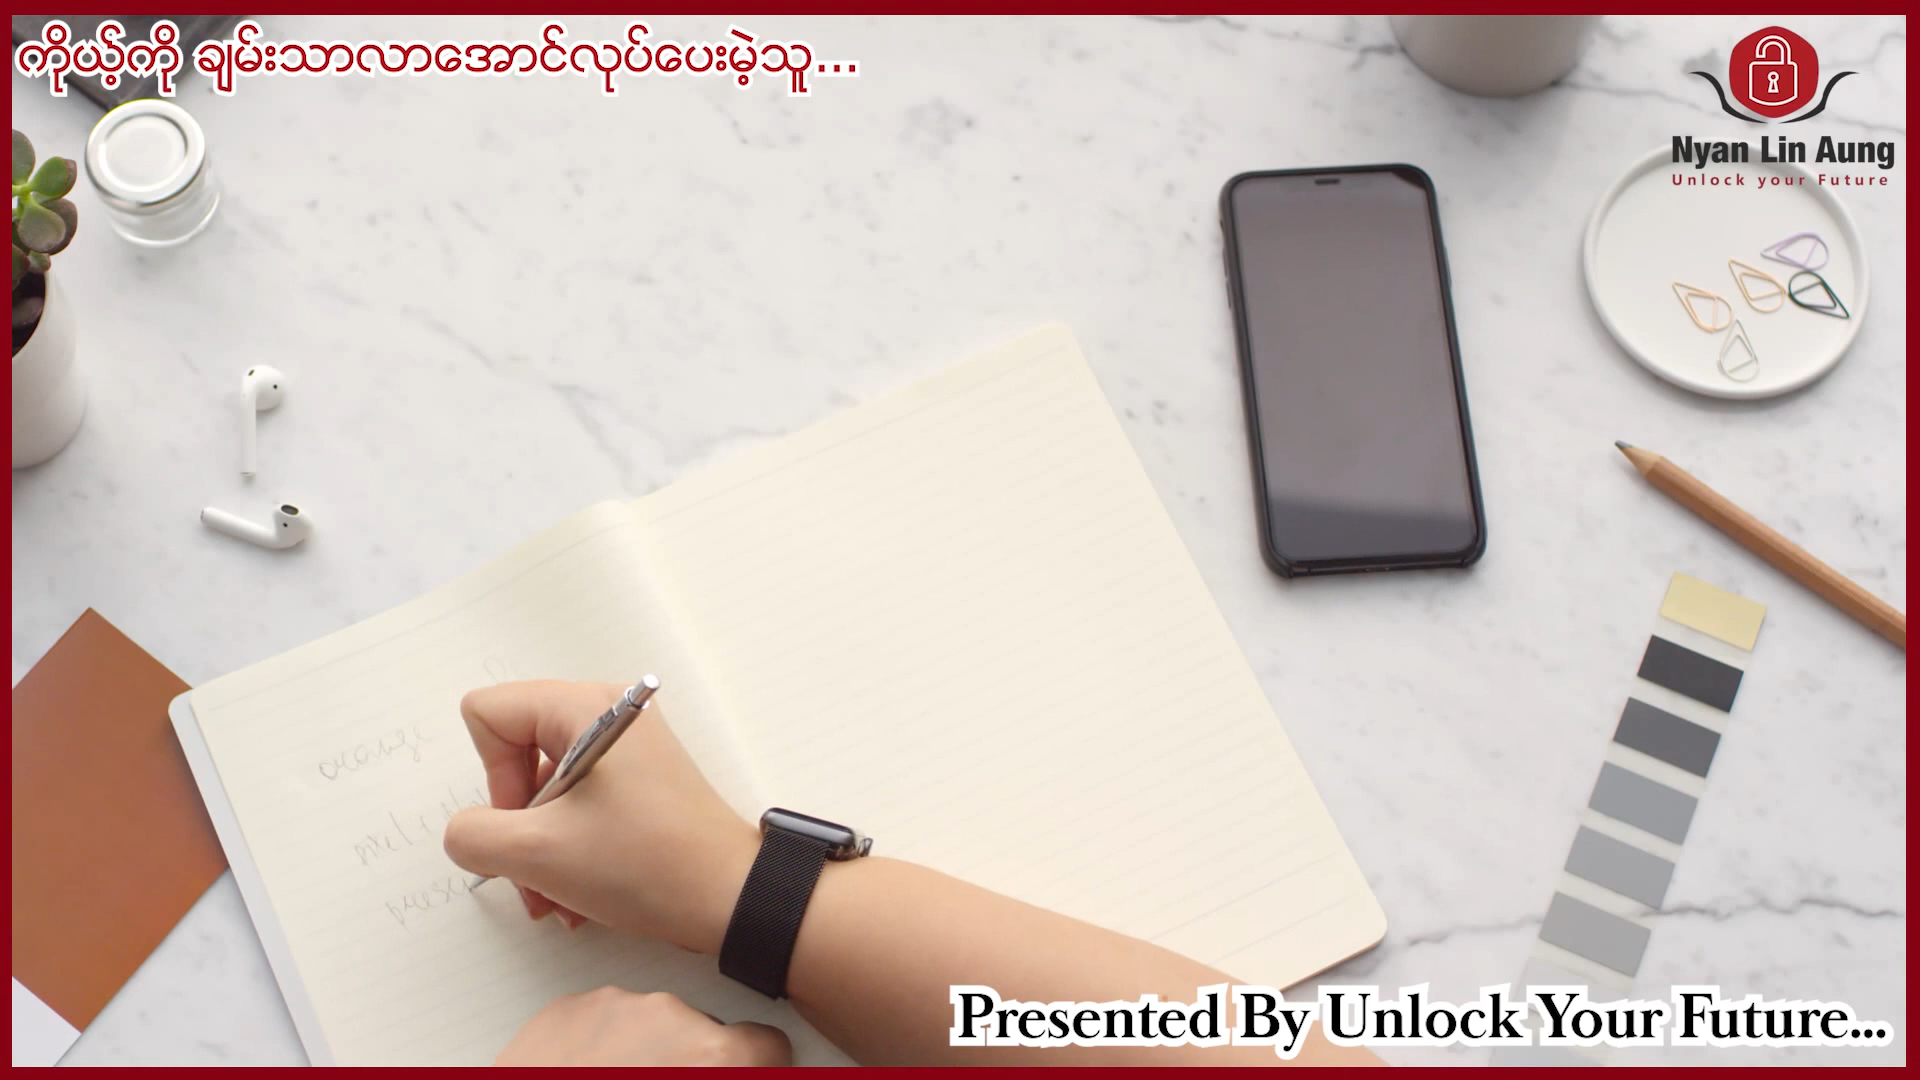 ကိုယ့်ကို ချမ်းသာလာအောင်လုပ်ပေးမဲ့သူ...
Nyan Lin Aung
Unlock your Future
orange
Presented By Unlock Your Future...